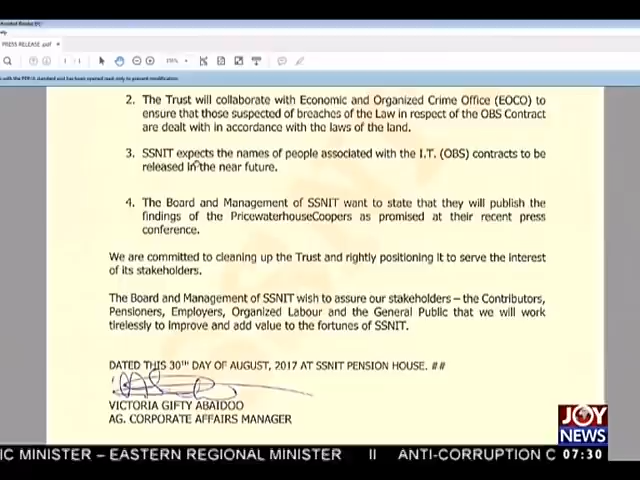 PRESS RELEASE.pdf
2. The Trust will collaborate with Economic and Organized Crime Office (EOCO) to
ensure that those suspected of breaches of the Law in respect of the OBS Contract
are dealt with in accordance with the laws of the land.
3. SSNIT expects the names of people associated with the I.T. (OBS) contracts to be
released in the near future.
4. The Board and Management of SSNIT want to state that they will publish the
findings of the PricewaterhouseCoopers as promised at their recent press
conference.
We are committed to cleaning up the Trust and rightly positioning it to serve the interest
of its stakeholders.
The Board and Management of SSNIT wish to assure our stakeholders – the Contributors,
Pensioners, Employers, Organized Labour and the General Public that we will work
tirelessly to improve and add value to the fortunes of SSNIT.
DATED THIS 30TH DAY OF AUGUST, 2017 AT SSNIT PENSION HOUSE. ##
VICTORIA GIFTY ABAIDOO
AG. CORPORATE AFFAIRS MANAGER
JOY
NEWS
IC MINISTER – EASTERN REGIONAL MINISTER II ANTI-CORRUPTION C 07:30